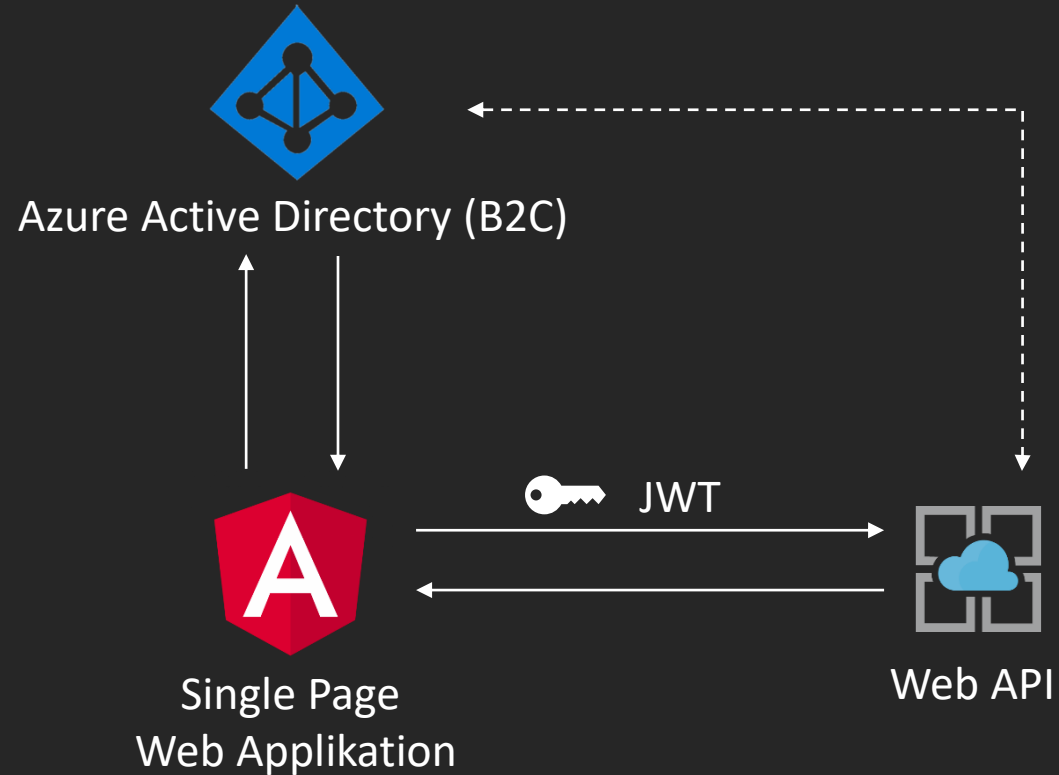 Azure Active Directory (B2C)
JWT
A
Single Page
Web Applikation
Web API